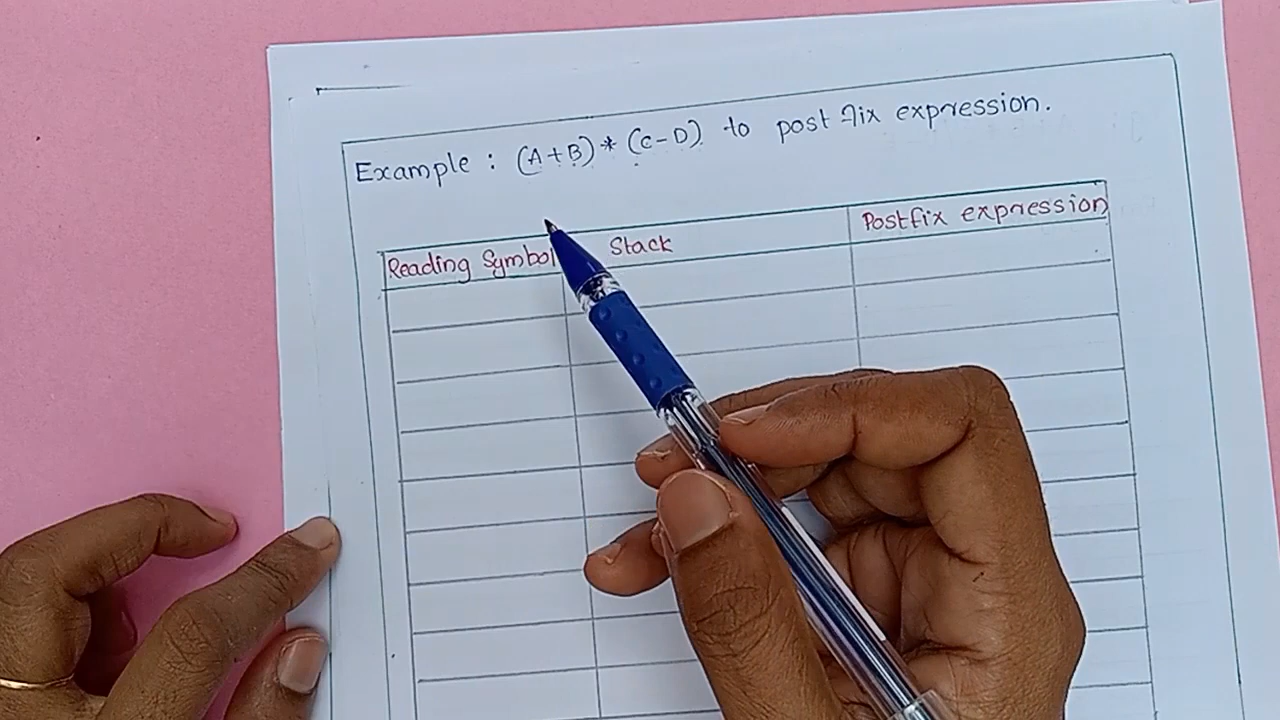 Example : (A+B)*(C-D) to post fix expression.
Reading Symbol Stack Postfix expression